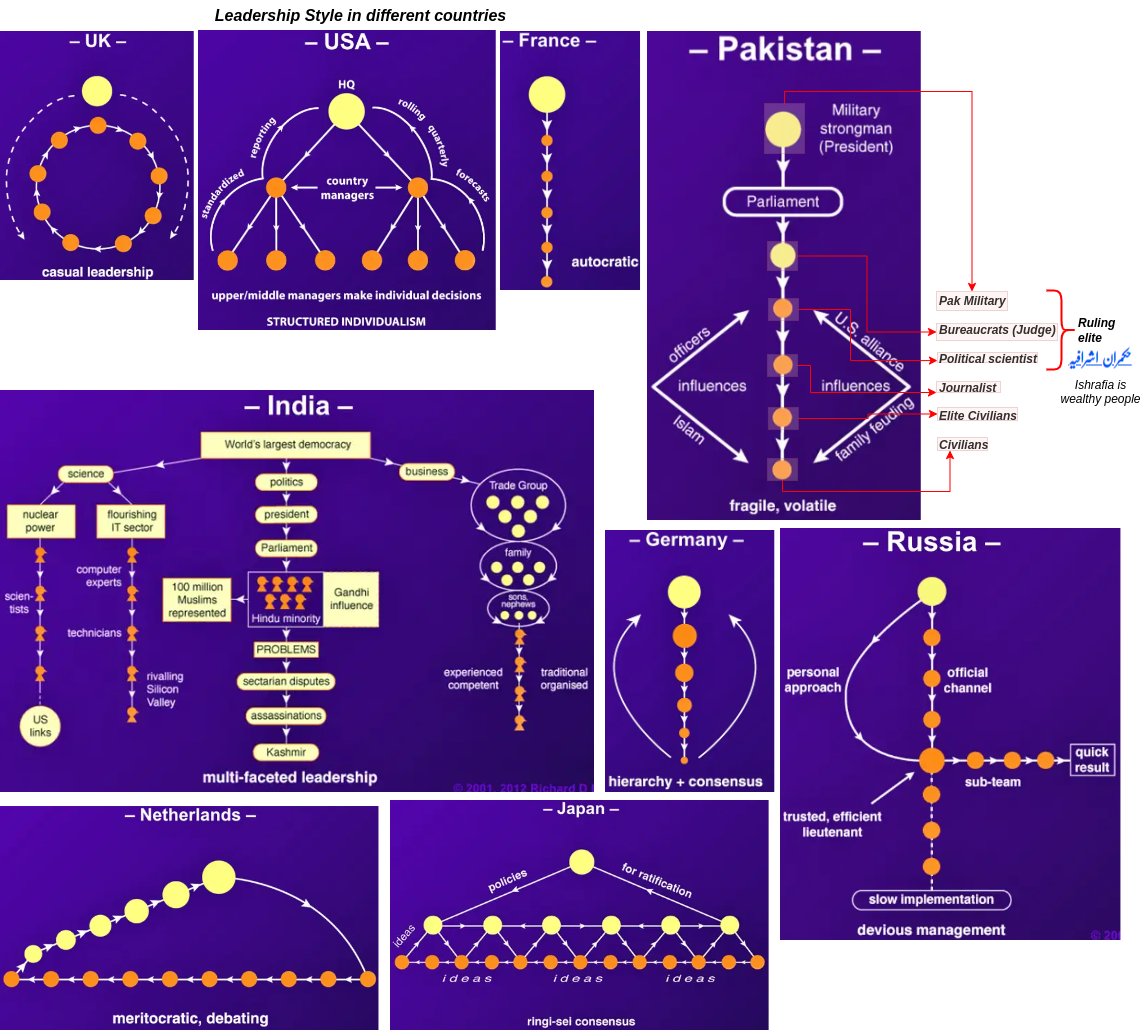 Leadership Style in different countries
– UK –
casual leadership
– USA –
HQ
reporting
rolling
quarterly
standardized
forecasts
country
managers
upper/middle managers make individual decisions
STRUCTURED INDIVIDUALISM
– France –
autocratic
– Pakistan –
Military
strongman
(President)
Parliament
officers
U.S. alliance
influences
influences
Islam
family feuding
fragile, volatile
Pak Military
Bureaucrats (Judge)
Political scientist
Journalist
Elite Civilians
Civilians
Ruling
elite
حکمران اشرافیہ
Ishrafia is
wealthy people
– India –
World's largest democracy
science
politics
business
nuclear
power
flourishing
IT sector
president
Parliament
Trade Group
family
sons,
nephews
computer
experts
scien-
tists
technicians
rivalling
Silicon
Valley
US
links
100 million
Muslims
represented
Hindu minority
Gandhi
influence
PROBLEMS
sectarian disputes
assassinations
Kashmir
experienced
competent
traditional
organised
multi-faceted leadership
© 2001, 2012 Richard D
– Germany –
hierarchy + consensus
– Russia –
personal
approach
official
channel
quick
result
sub-team
trusted, efficient
lieutenant
slow implementation
devious management
– Netherlands –
meritocratic, debating
– Japan –
policies
for ratification
ideas
ideas
ideas
ideas
ringi-sei consensus